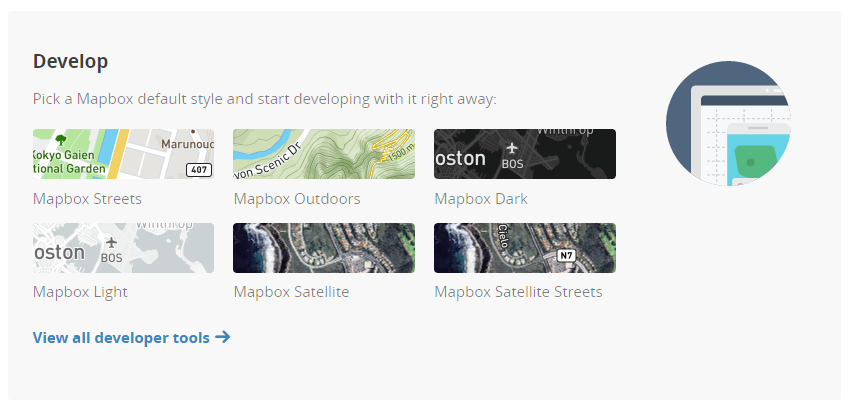 Develop
Pick a Mapbox default style and start developing with it right away:
Kokyo Gaien
tional Garden
Marunouc
407
von Scenic Dr
1500 m
Winthrop
oston
BOS
Mapbox Streets
Mapbox Outdoors
Mapbox Dark
Winthrop
oston
BOS
Cielo
N7
Mapbox Light
Mapbox Satellite
Mapbox Satellite Streets
View all developer tools